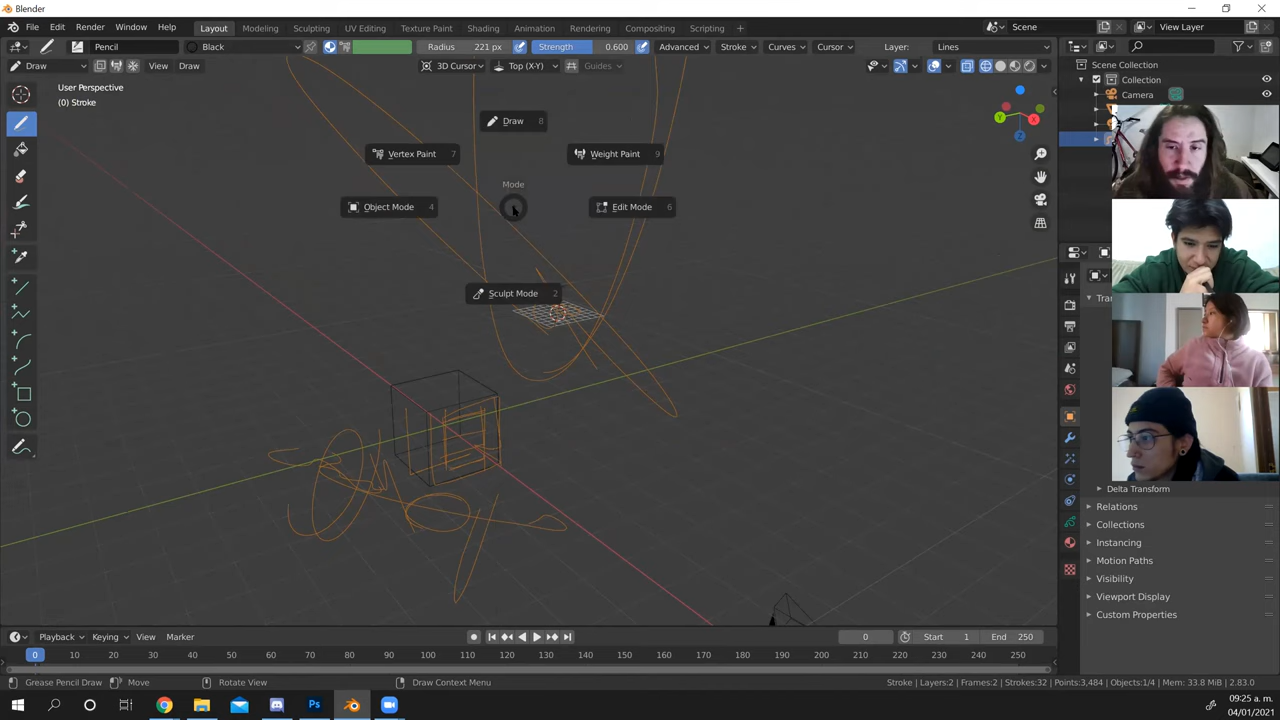 Blender
File Edit Render Window Help Layout Modeling Sculpting UV Editing Texture Paint Shading Animation Rendering Compositing Scripting + Scene View Layer
Pencil Black Radius 221 px Strength 0.600 Advanced Stroke Curves Cursor Layer: Lines
Draw View Draw 3D Cursor Top (X-Y) Guides
User Perspective
(0) Stroke
Scene Collection
Collection
Camera
Draw 8
Vertex Paint 7
Weight Paint 9
Mode
Object Mode 4
Edit Mode 6
Sculpt Mode 2
Y X Z
Tran
Delta Transform
Relations
Collections
Instancing
Motion Paths
Visibility
Viewport Display
Custom Properties
Playback Keying View Marker 0 Start 1 End 250
0 10 20 30 40 50 60 70 80 90 100 110 120 130 140 150 160 170 180 190 200 210 220 230 240 250
Grease Pencil Draw Move Rotate View Draw Context Menu Stroke | Layers:2 | Frames:2 | Strokes:32 | Points:3,484 | Objects:1/4 | Mem: 33.8 MiB | 2.83.0
Ps
09:25 a. m.
04/01/2021